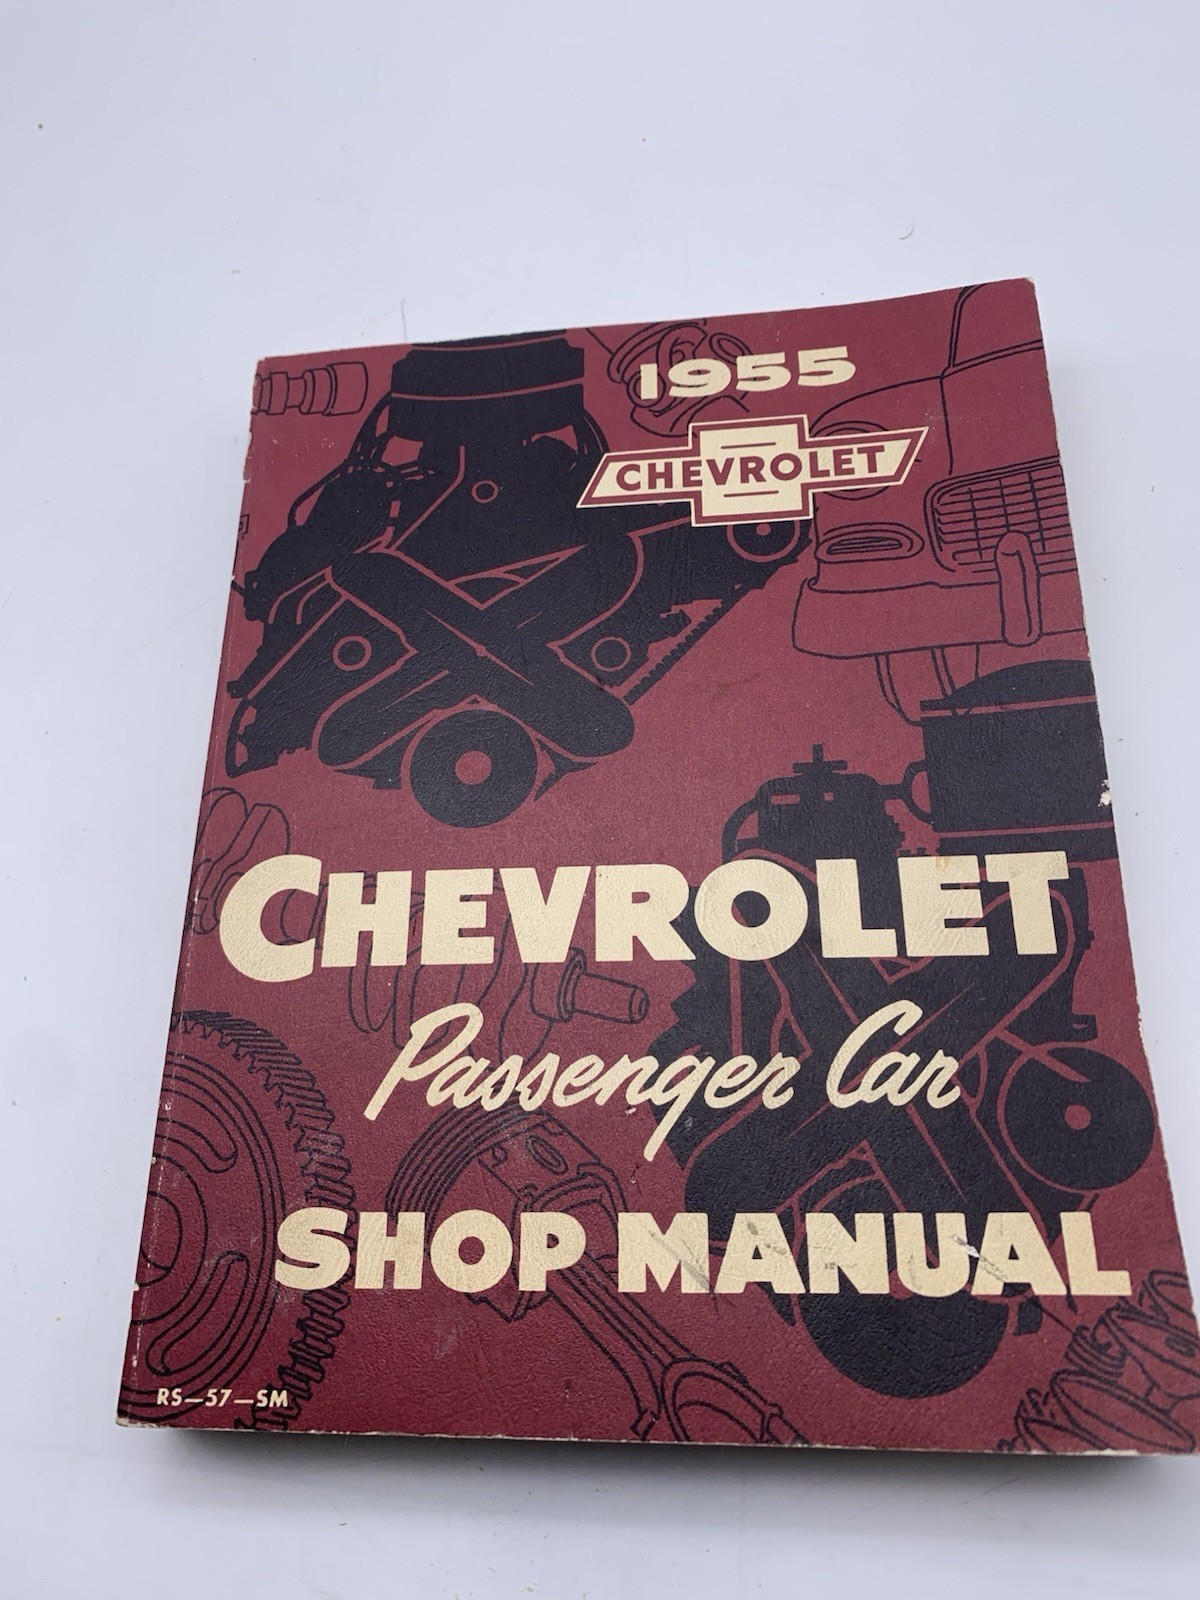 1955
CHEVROLET
CHEVROLET
Passenger Car
SHOP MANUAL
RS-57-SM